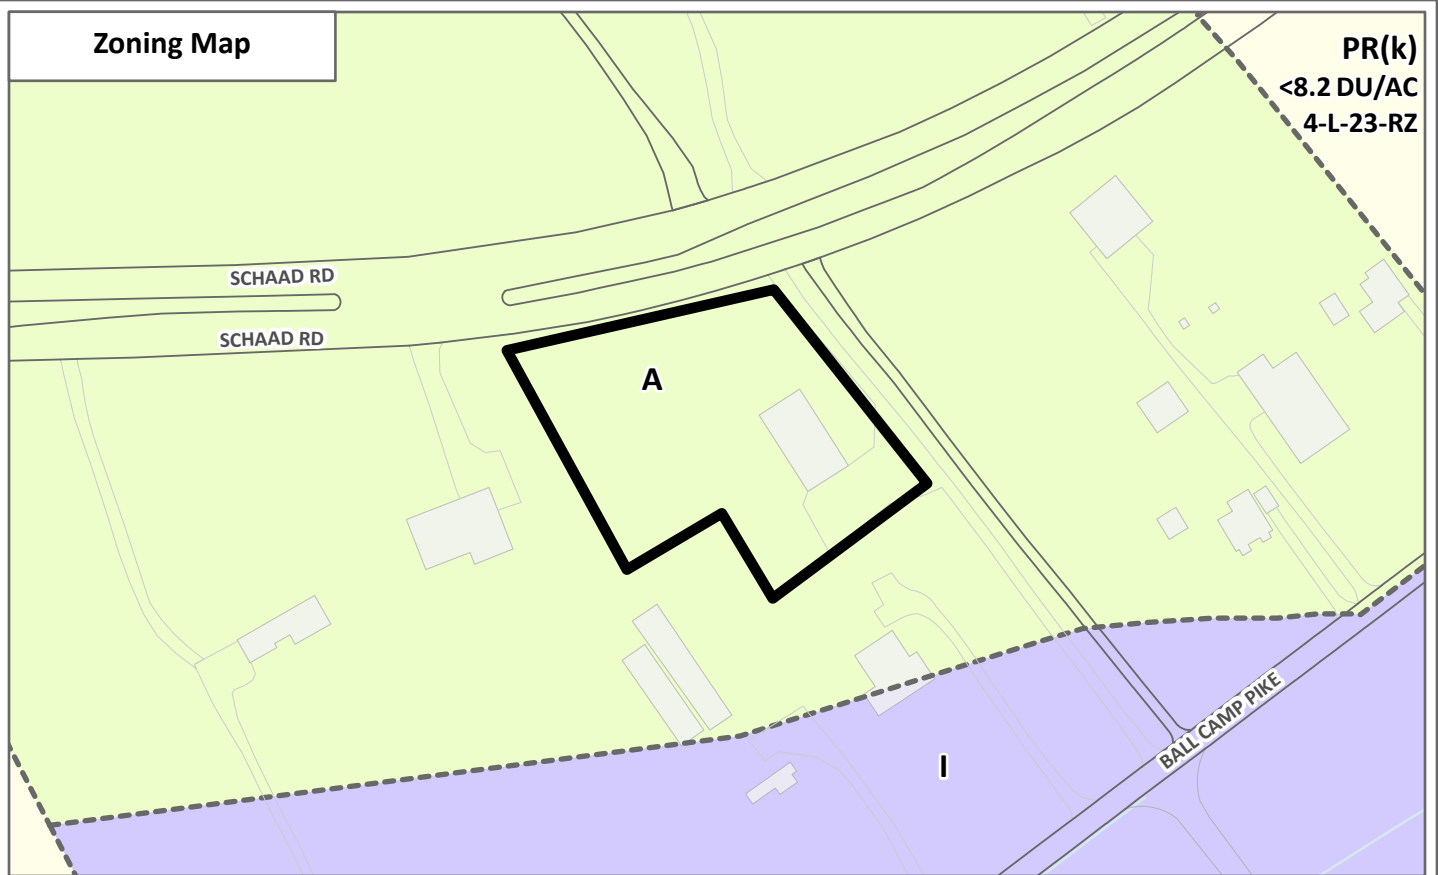 Zoning Map
PR(k)
<8.2 DU/AC
4-L-23-RZ
SCHAAD RD
SCHAAD RD
A
BALL CAMP PIKE
I